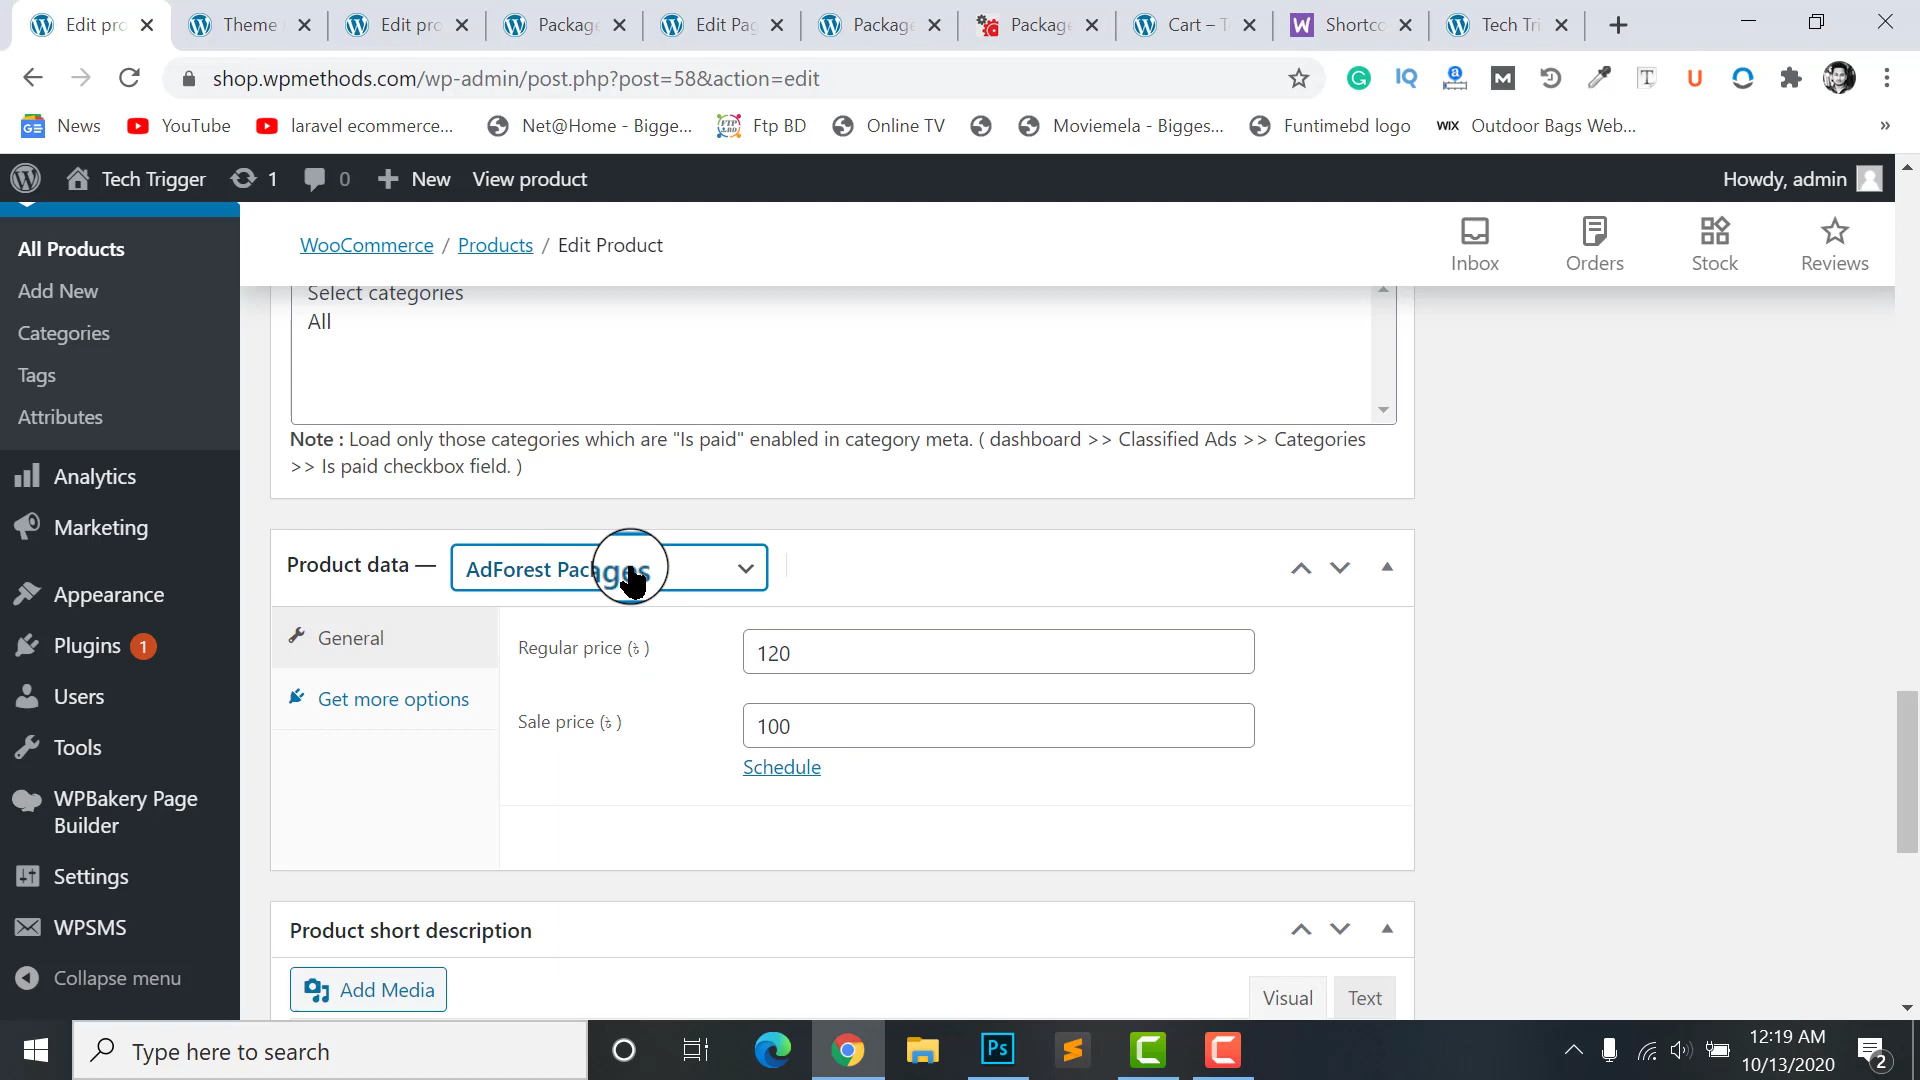 Edit pro
Theme
Edit pro
Package
Edit Pag
Package
Package
Cart – T
Shortco
Tech Tri
shop.wpmethods.com/wp-admin/post.php?post=58&action=edit
News
YouTube
laravel ecommerce...
Net@Home - Bigge...
Ftp BD
Online TV
Moviemela - Bigges...
Funtimebd logo
WIX Outdoor Bags Web...
»
Tech Trigger
1
0
New
View product
Howdy, admin
All Products
Add New
Categories
Tags
Attributes
Analytics
Marketing
Appearance
Plugins 1
Users
Tools
WPBakery Page
Builder
Settings
WPSMS
Collapse menu
WooCommerce / Products / Edit Product
Inbox
Orders
Stock
Reviews
Select categories
All
Note : Load only those categories which are "Is paid" enabled in category meta. ( dashboard >> Classified Ads >> Categories
>> Is paid checkbox field. )
Product data —
AdForest Packages
General
Get more options
Regular price (৳ )
120
Sale price (৳ )
100
Schedule
Product short description
Add Media
Visual
Text
Type here to search
Ps
12:19 AM
10/13/2020
2